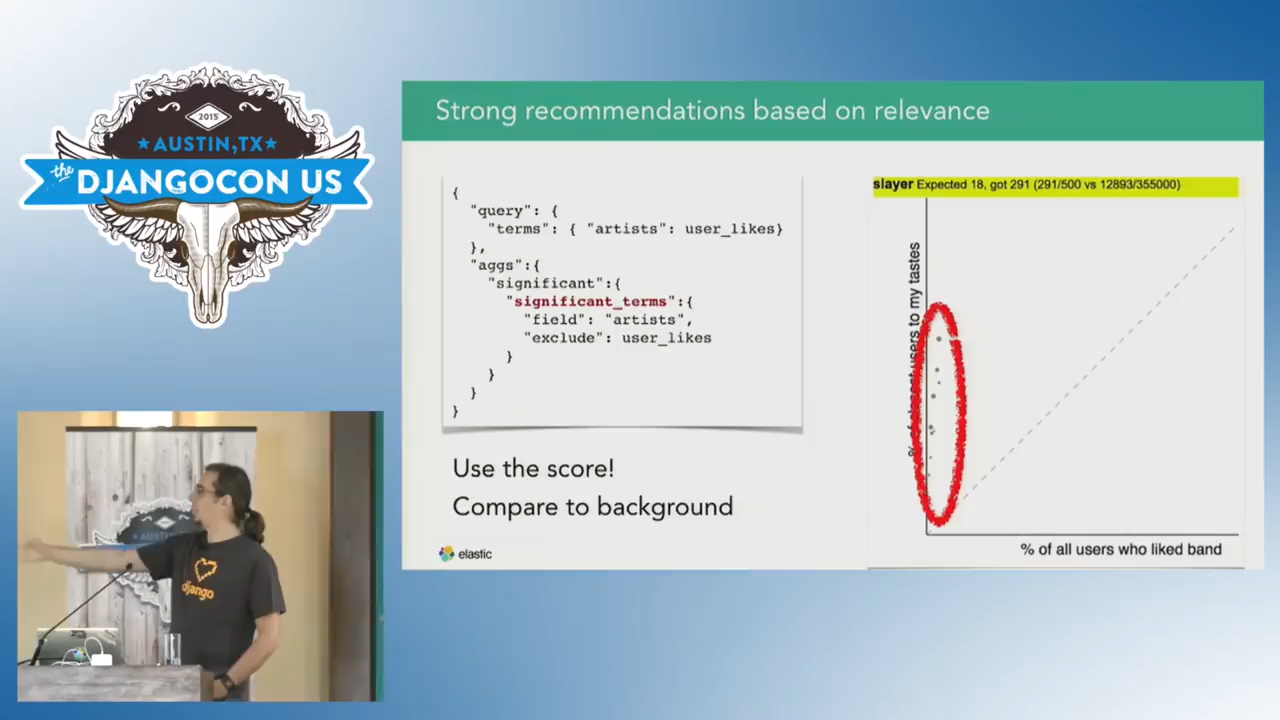 2015
★AUSTIN,TX★
the
DJANGOCON US
Strong recommendations based on relevance
{
"query": {
"terms": { "artists": user_likes}
},
"aggs":{
"significant":{
"significant_terms":{
"field": "artists",
"exclude": user_likes
}
}
}
}
Use the score!
Compare to background
elastic
slayer Expected 18, got 291 (291/500 vs 12893/355000)
users to my tastes
% of all users who liked band
django